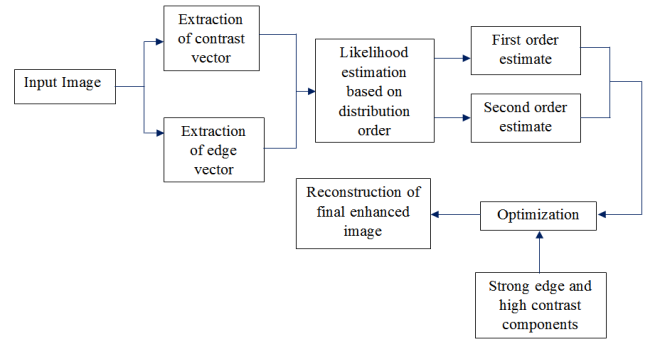 Input Image
Extraction
of contrast
vector
Extraction
of edge
vector
Likelihood
estimation
based on
distribution
order
First order
estimate
Second order
estimate
Optimization
Reconstruction of
final enhanced
image
Strong edge and
high contrast
components